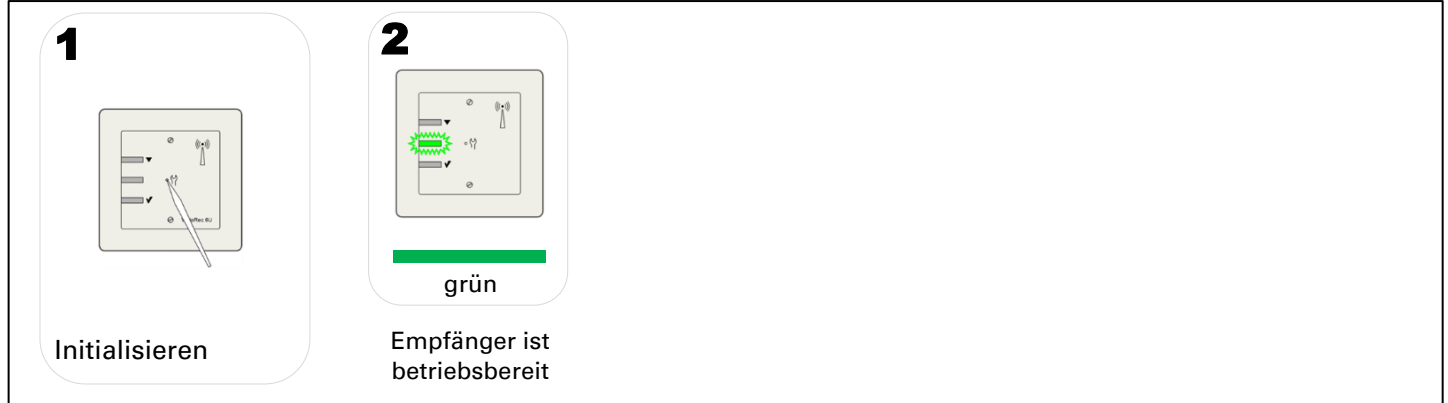 1
Initialisieren
2
grün
Empfänger ist
betriebsbereit